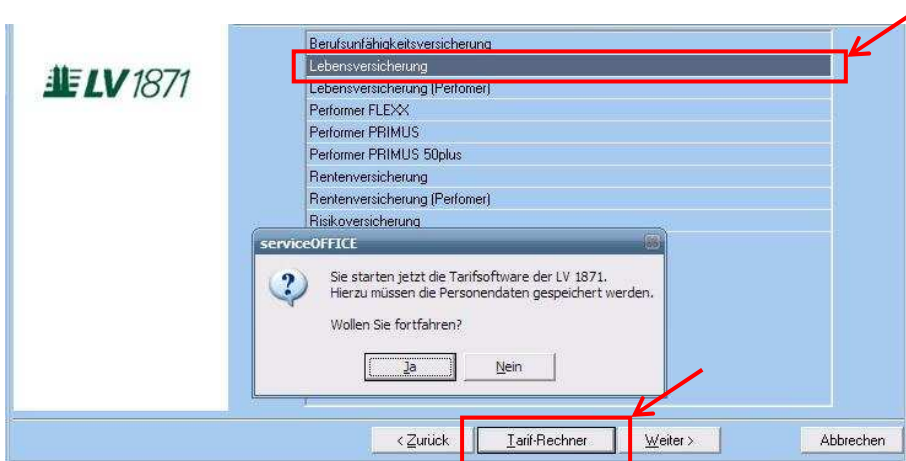 LV 1871
Berufsunfähigkeitsversicherung
Lebensversicherung
Lebensversicherung (Perfomer)
Performer FLEXX
Performer PRIMUS
Performer PRIMUS 50plus
Rentenversicherung
Rentenversicherung (Perfomer)
Risikoversicherung
serviceOFFICE
Sie starten jetzt die Tarifsoftware der LV 1871.
Hierzu müssen die Personendaten gespeichert werden.
Wollen Sie fortfahren?
Ja Nein
< Zurück Tarif-Rechner Weiter > Abbrechen